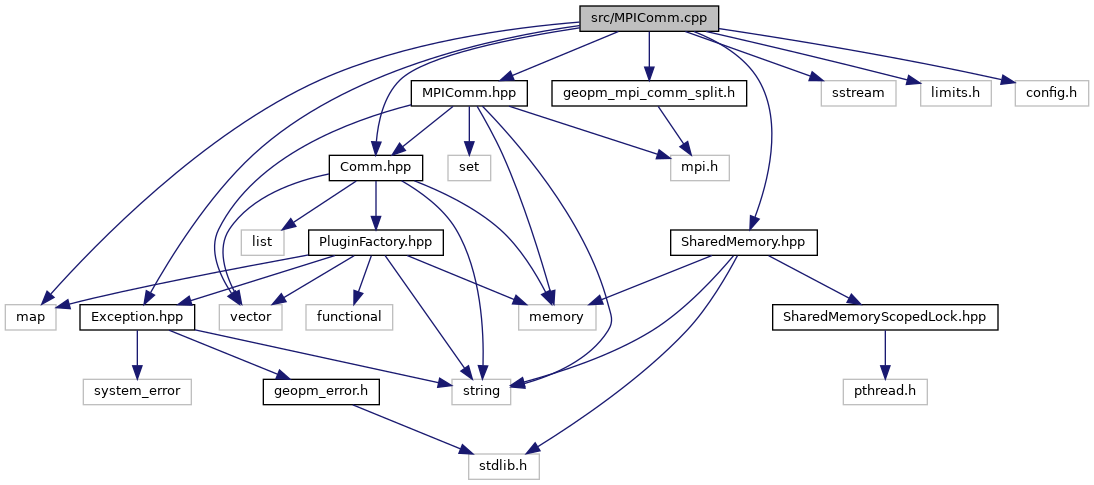 src/MPIComm.cpp
MPIComm.hpp
geopm_mpi_comm_split.h
sstream
limits.h
config.h
Comm.hpp
set
mpi.h
list
PluginFactory.hpp
SharedMemory.hpp
map
Exception.hpp
vector
functional
memory
SharedMemoryScopedLock.hpp
system_error
geopm_error.h
string
pthread.h
stdlib.h